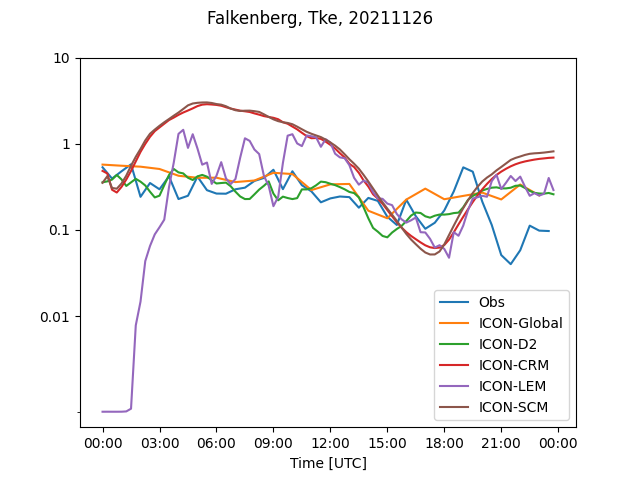 Falkenberg, Tke, 20211126
10
1
0.1
0.01
Obs
ICON-Global
ICON-D2
ICON-CRM
ICON-LEM
ICON-SCM
00:00 03:00 06:00 09:00 12:00 15:00 18:00 21:00 00:00
Time [UTC]